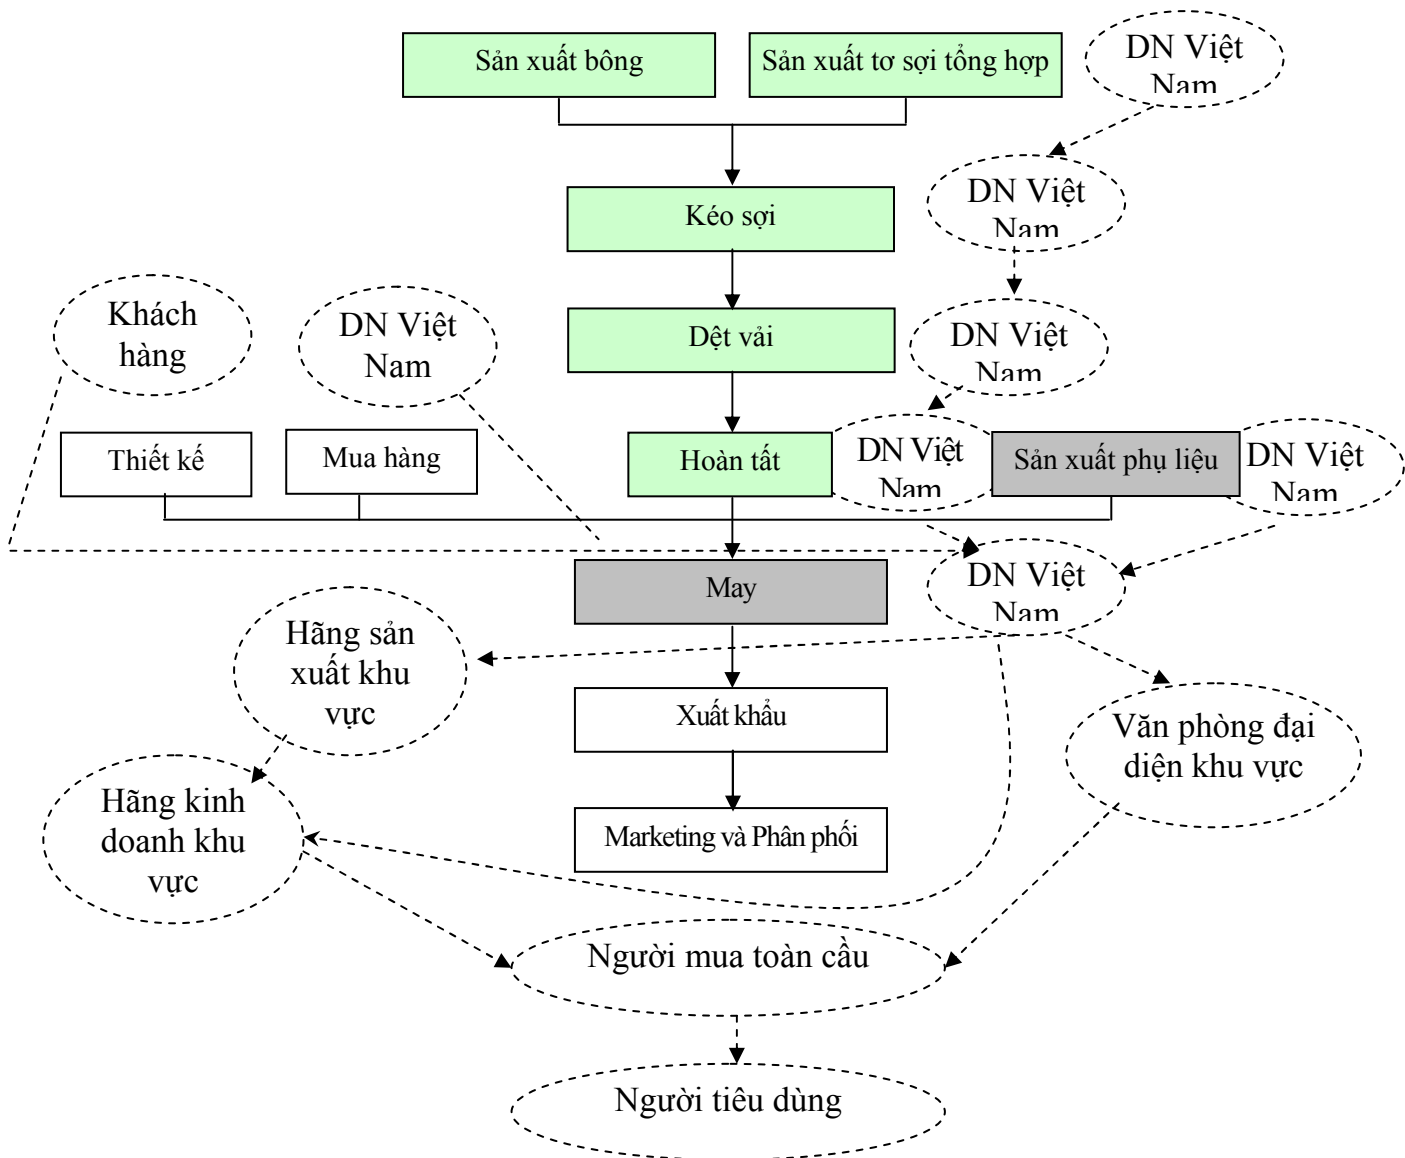 Sản xuất bông
Sản xuất tơ sợi tổng hợp
DN Việt
Nam
DN Việt
Nam
Kéo sợi
Khách
hàng
DN Việt
Nam
Dệt vải
DN Việt
Nam
Thiết kế
Mua hàng
Hoàn tất
DN Việt
Nam
Sản xuất phụ liệu
DN Việt
Nam
May
DN Việt
Nam
Hãng sản
xuất khu
vực
Xuất khẩu
Văn phòng đại
diện khu vực
Hãng kinh
doanh khu
vực
Marketing và Phân phối
Người mua toàn cầu
Người tiêu dùng